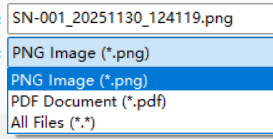 SN-001_20251130_124119.png
PNG Image (*.png)
PNG Image (*.png)
PDF Document (*.pdf)
All Files (*.*)